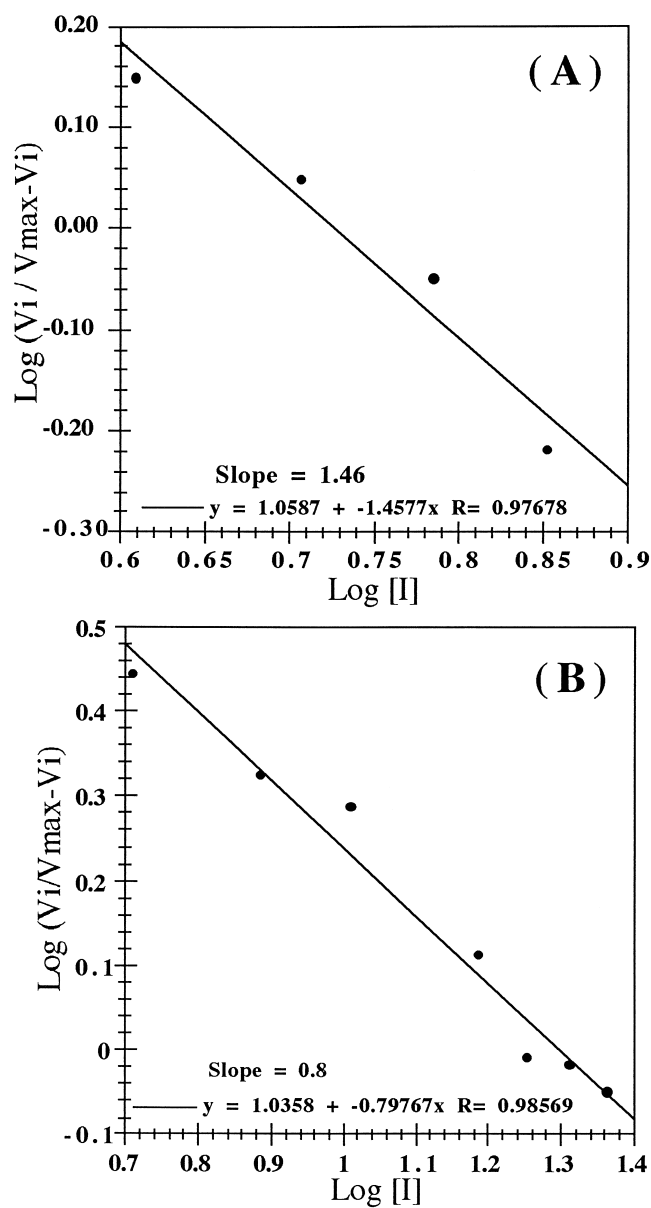 0.20
( A )
0.10
0.00
-0.10
-0.20
-0.30
Log (Vi / Vmax-Vi)
Slope = 1.46
y = 1.0587 + -1.4577x R= 0.97678
0.6 0.65 0.7 0.75 0.8 0.85 0.9
Log [I]
0.5
( B )
0.4
0.3
0.2
0.1
0
-0.1
Log (Vi/Vmax-Vi)
Slope = 0.8
y = 1.0358 + -0.79767x R= 0.98569
0.7 0.8 0.9 1 1.1 1.2 1.3 1.4
Log [I]